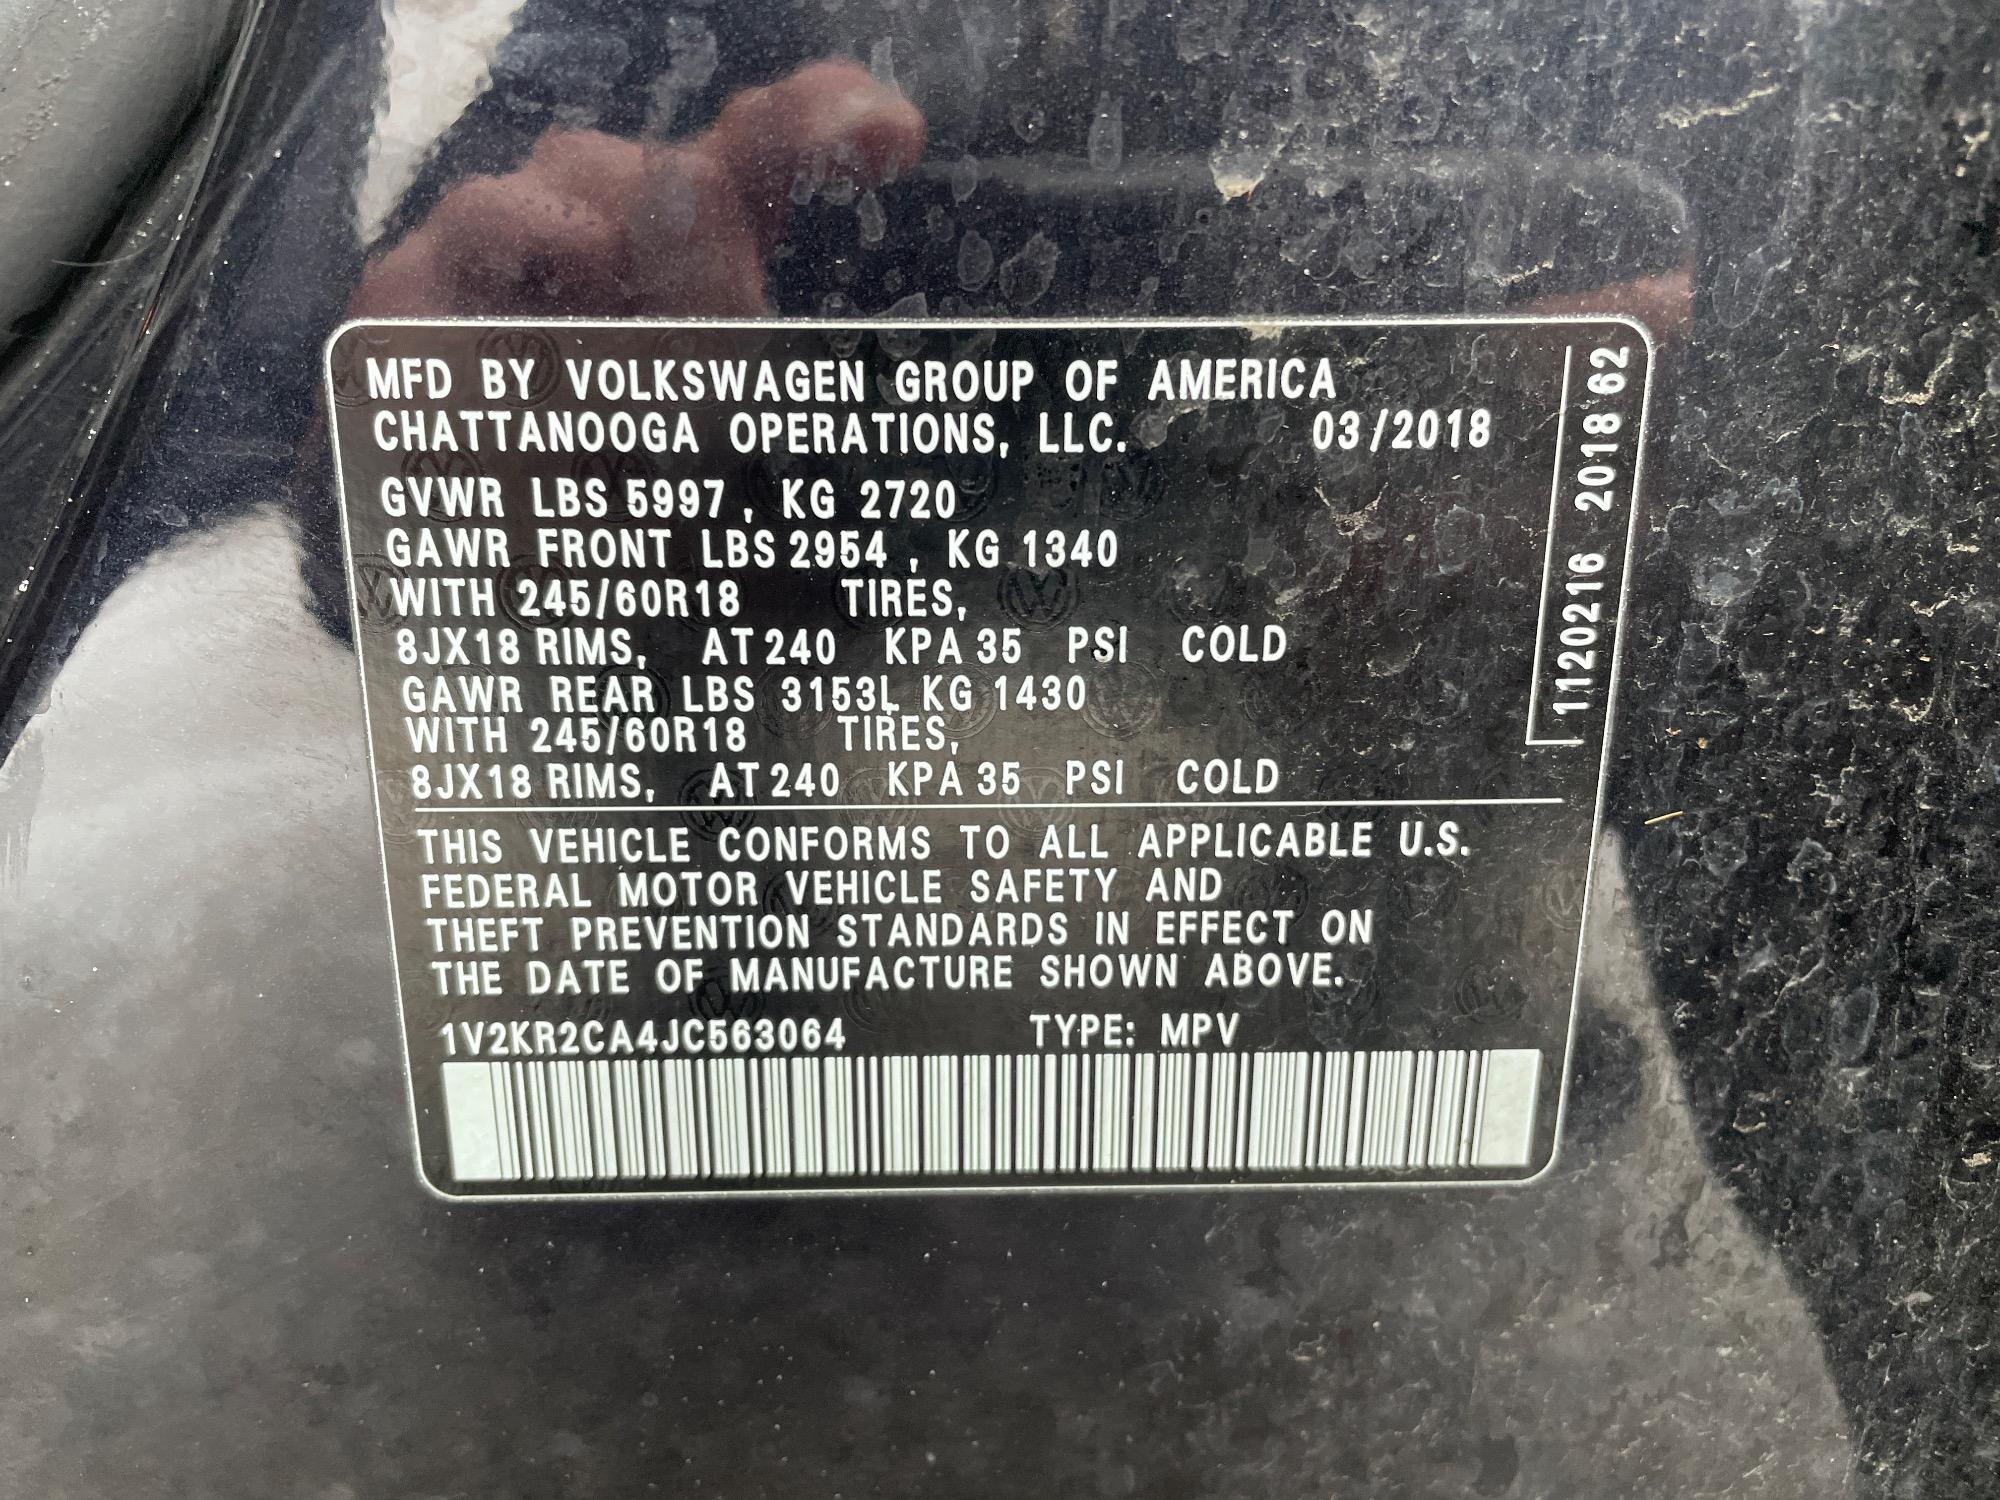 MFD BY VOLKSWAGEN GROUP OF AMERICA
CHATTANOOGA OPERATIONS, LLC. 03/2018
GVWR LBS 5997, KG 2720
GAWR FRONT LBS 2954, KG 1340
WITH 245/60R18 TIRES,
8JX18 RIMS, AT 240 KPA 35 PSI COLD
GAWR REAR LBS 3153L KG 1430
WITH 245/60R18 TIRES,
8JX18 RIMS, AT 240 KPA 35 PSI COLD
THIS VEHICLE CONFORMS TO ALL APPLICABLE U.S.
FEDERAL MOTOR VEHICLE SAFETY AND
THEFT PREVENTION STANDARDS IN EFFECT ON
THE DATE OF MANUFACTURE SHOWN ABOVE.
1V2KR2CA4JC563064 TYPE: MPV
1120216 2018 62